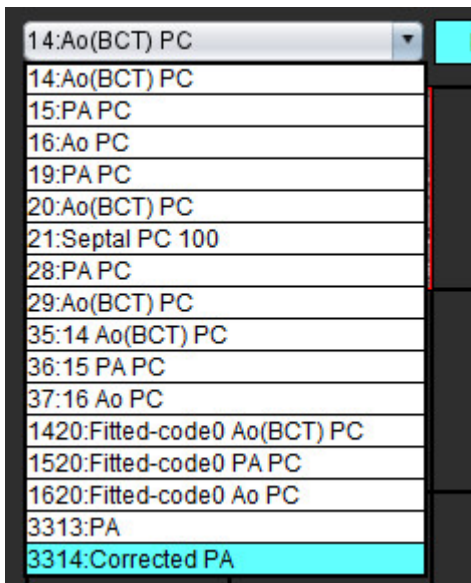 14:Ao(BCT) PC
14:Ao(BCT) PC
15:PA PC
16:Ao PC
19:PA PC
20:Ao(BCT) PC
21:Septal PC 100
28:PA PC
29:Ao(BCT) PC
35:14 Ao(BCT) PC
36:15 PA PC
37:16 Ao PC
1420:Fitted-code0 Ao(BCT) PC
1520:Fitted-code0 PA PC
1620:Fitted-code0 Ao PC
3313:PA
3314:Corrected PA